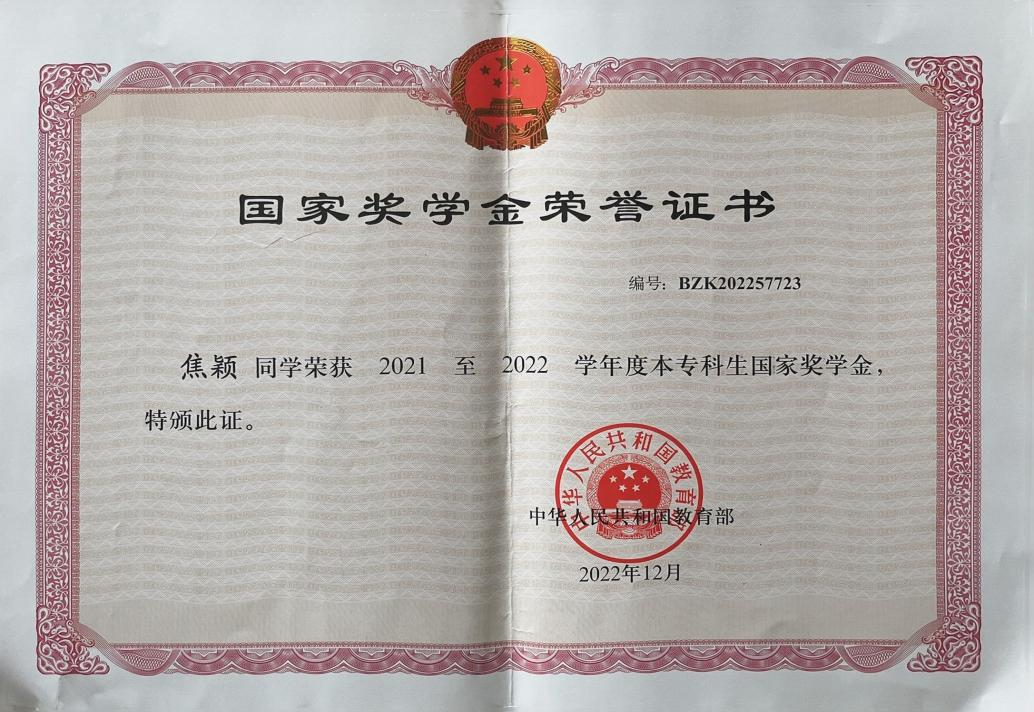 国家奖学金荣誉证书
编号：BZK202257723
焦颖 同学荣获 2021 至 2022 学年度本专科生国家奖学金，
特颁此证。
中华人民共和国教育部
中华人民共和国教育部
2022年12月